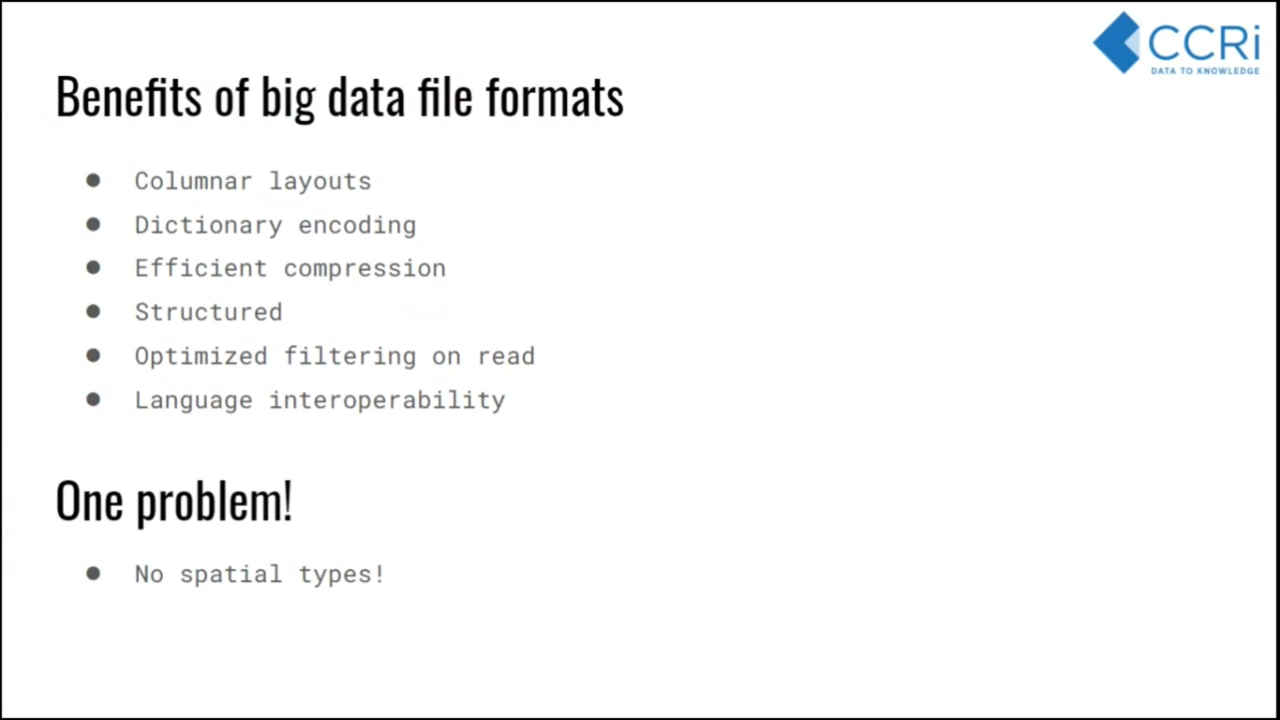 CCRi
DATA TO KNOWLEDGE
Benefits of big data file formats
● Columnar layouts
● Dictionary encoding
● Efficient compression
● Structured
● Optimized filtering on read
● Language interoperability
One problem!
● No spatial types!